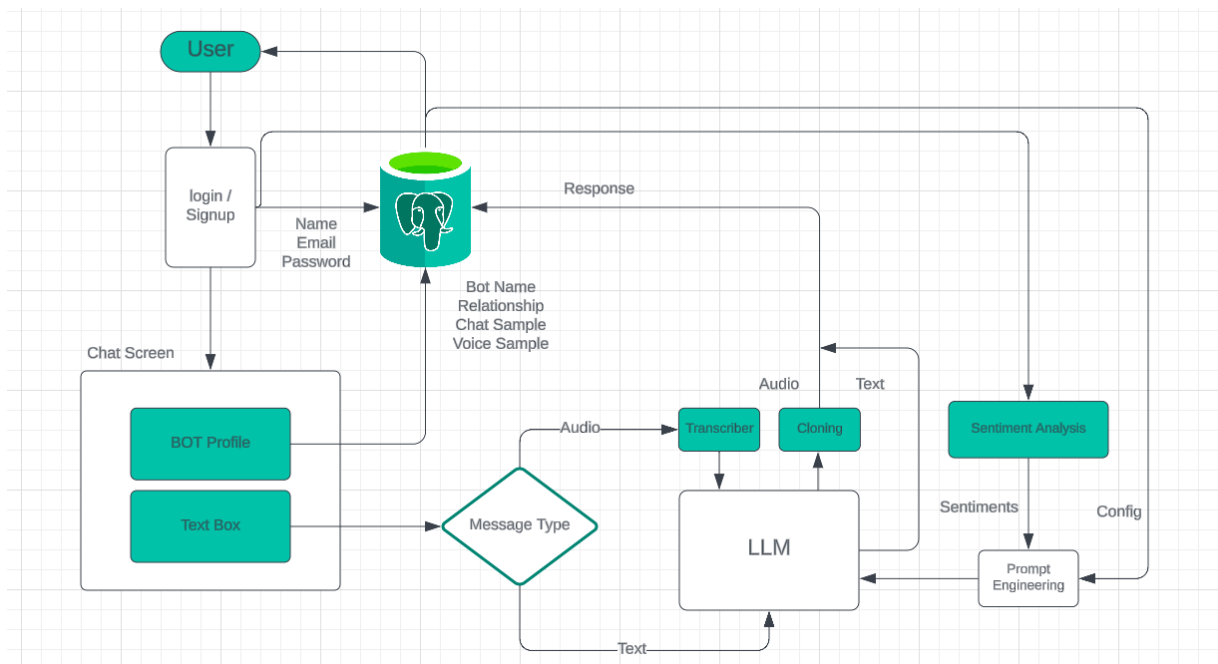 User
login /
Signup
Name
Email
Password
Response
Bot Name
Relationship
Chat Sample
Voice Sample
Chat Screen
BOT Profile
Text Box
Message Type
Audio
Text
Transcriber
Cloning
Audio
Text
LLM
Sentiment Analysis
Sentiments
Config
Prompt
Engineering